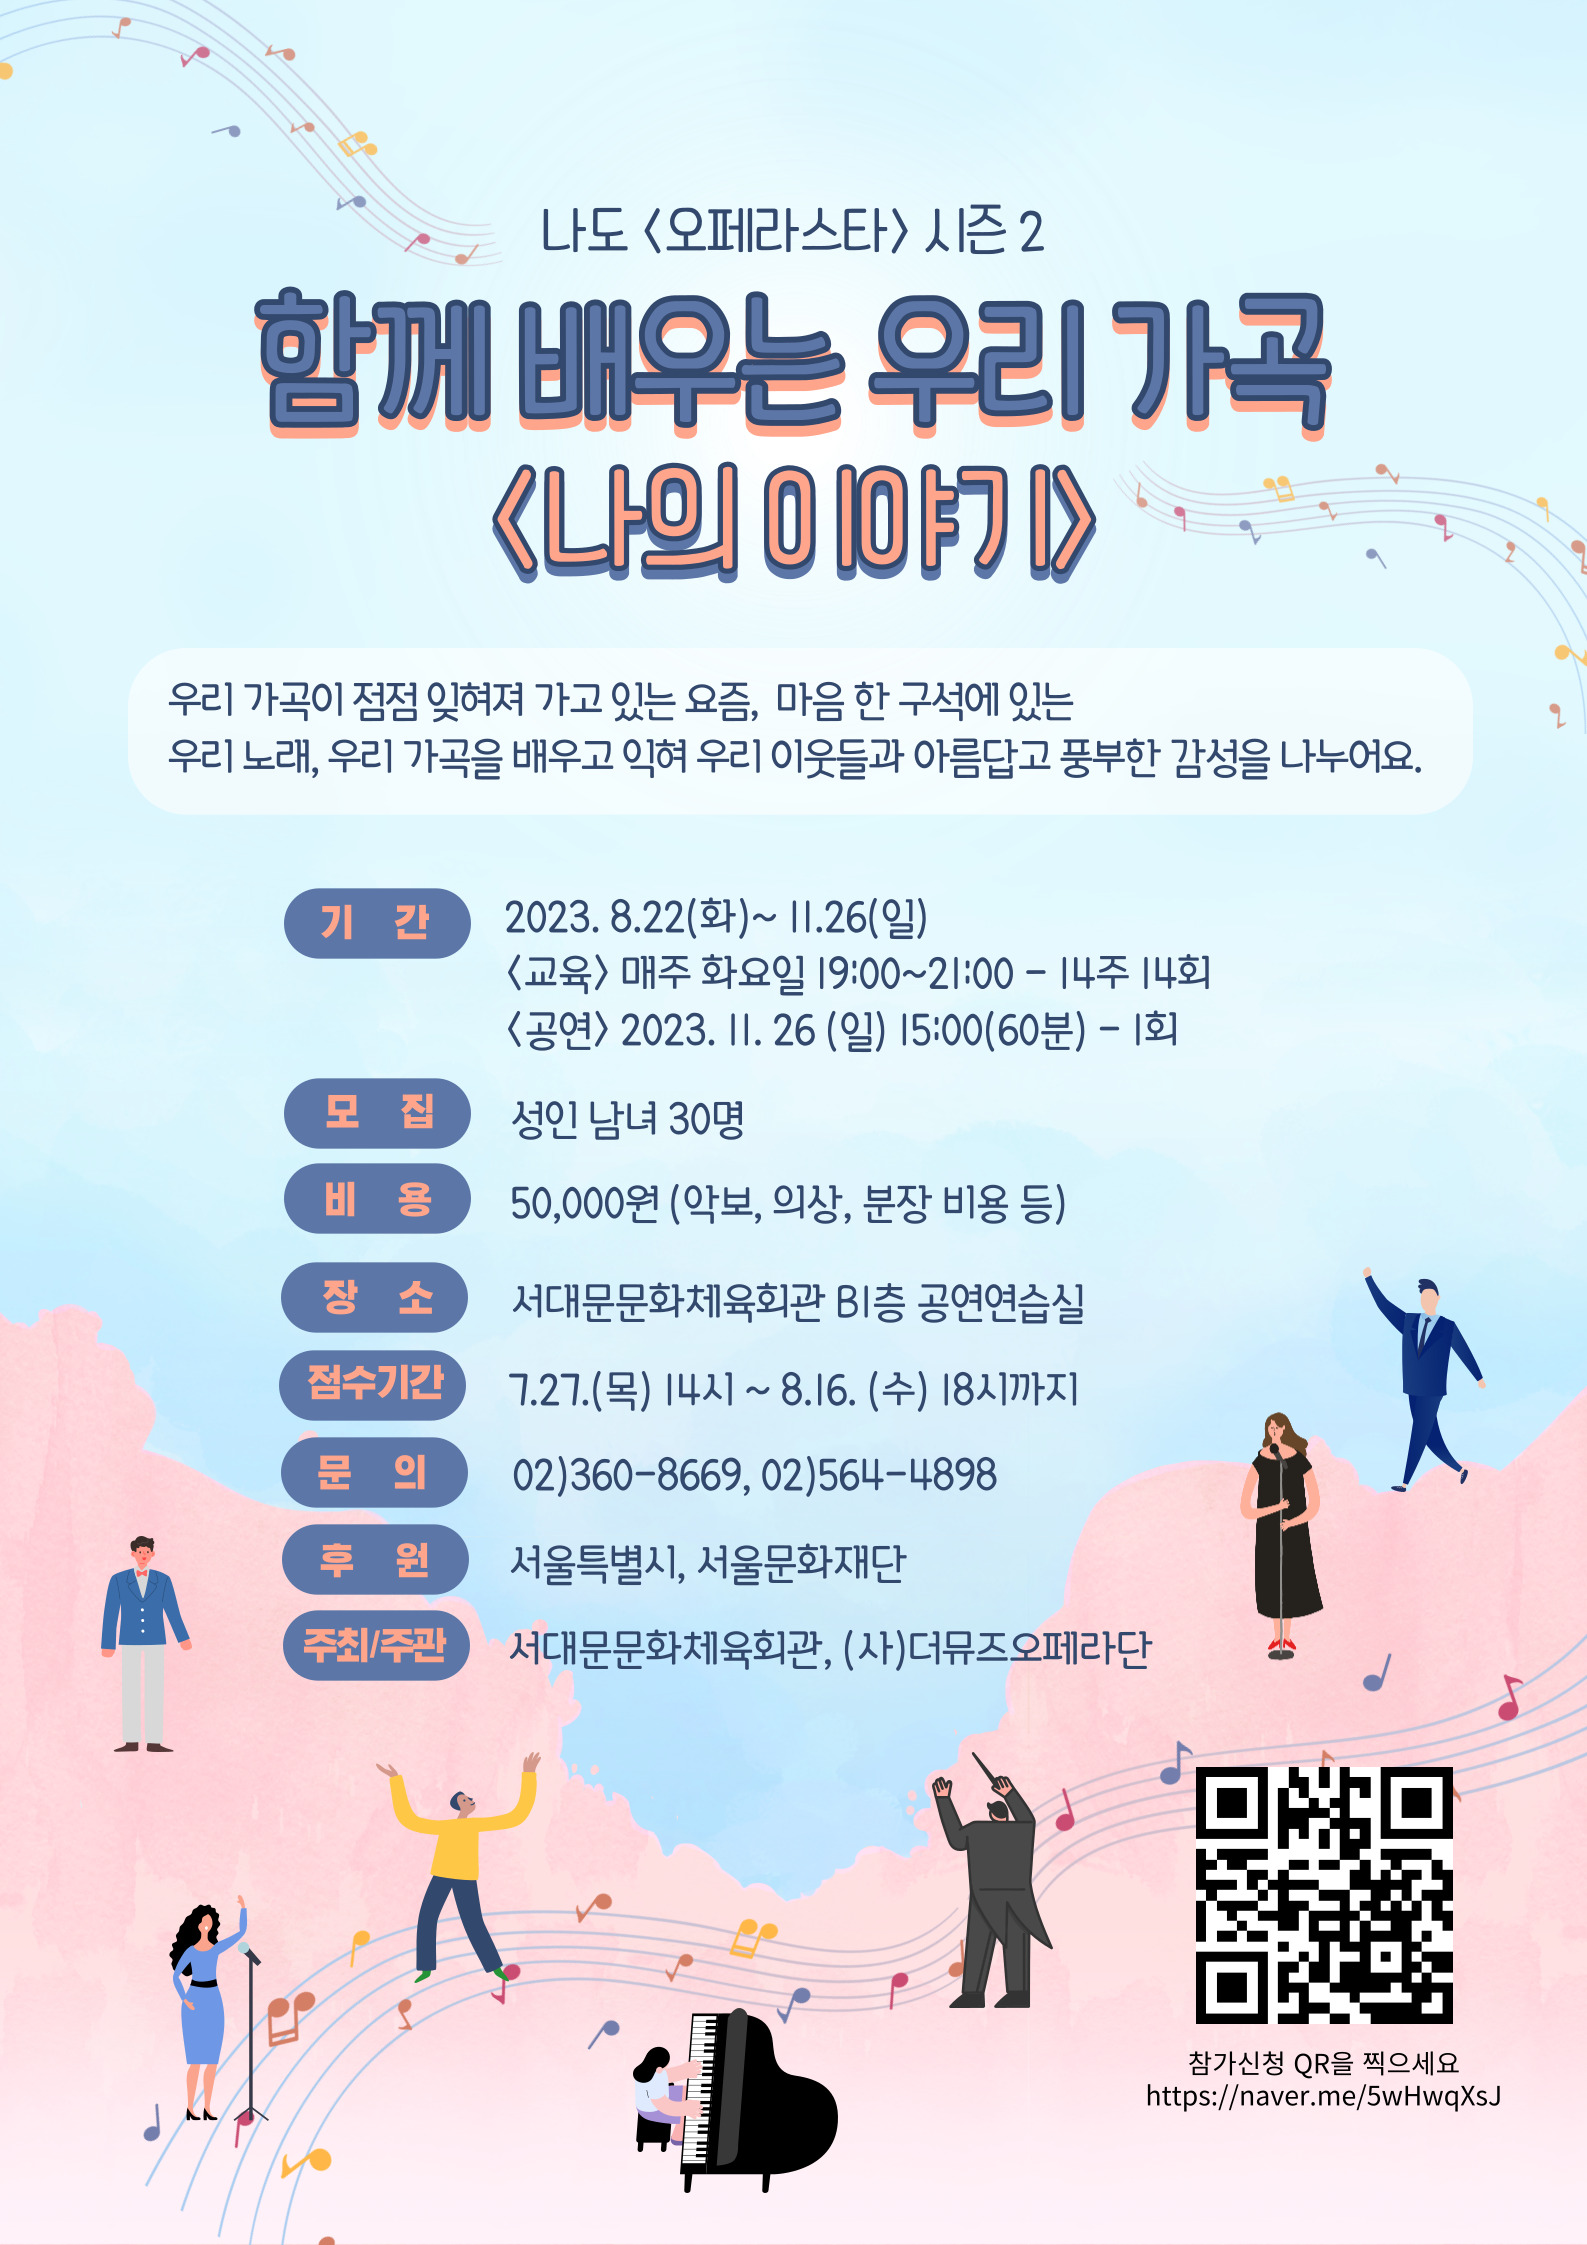 나도 <오페라스타> 시즌 2
함께 배우는 우리 가곡
<나의 이야기>
우리 가곡이 점점 잊혀져 가고 있는 요즘, 마음 한 구석에 있는
우리 노래, 우리 가곡을 배우고 익혀 우리 이웃들과 아름답고 풍부한 감성을 나누어요.
기 간 2023. 8.22(화)~ 11.26(일)
<교육> 매주 화요일 19:00~21:00 - 14주 14회
<공연> 2023. 11. 26 (일) 15:00(60분) - 1회
모 집 성인 남녀 30명
비 용 50,000원 (악보, 의상, 분장 비용 등)
장 소 서대문문화체육회관 B1층 공연연습실
점수기간 7.27.(목) 14시 ~ 8.16. (수) 18시까지
문 의 02)360-8669, 02)564-4898
후 원 서울특별시, 서울문화재단
주최/주관 서대문문화체육회관, (사)더뮤즈오페라단
참가신청 QR을 찍으세요
https://naver.me/5wHwqXsJ